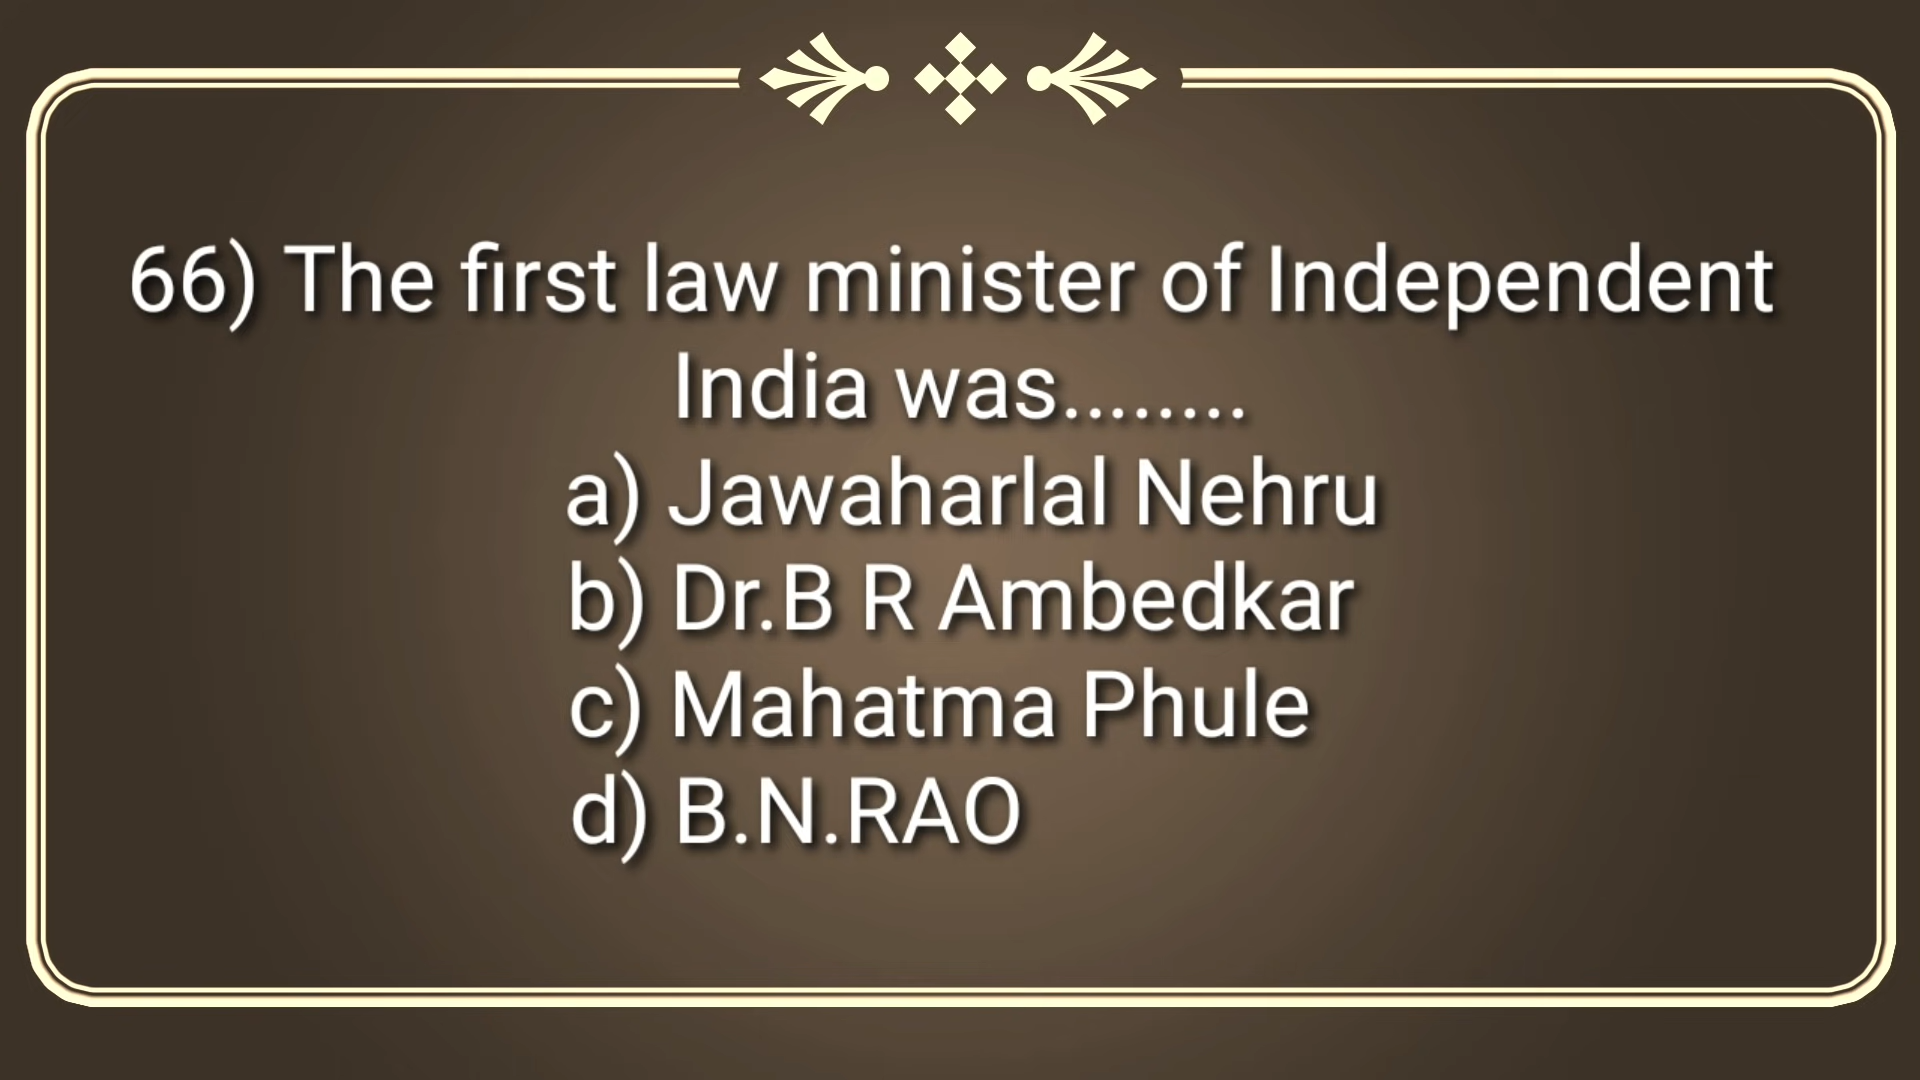 66) The first law minister of Independent
India was........
a) Jawaharlal Nehru
b) Dr.B R Ambedkar
c) Mahatma Phule
d) B.N.RAO